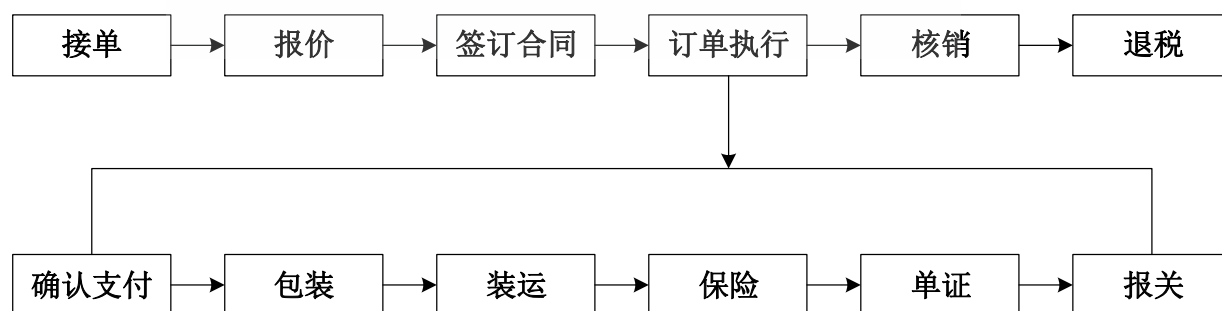 接单 报价 签订合同 订单执行 核销 退税
确认支付 包装 装运 保险 单证 报关